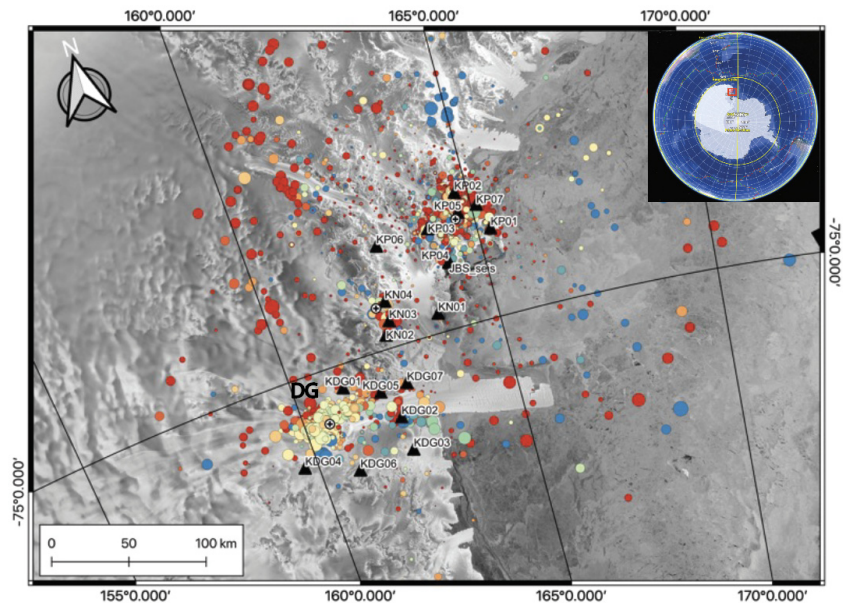 160°0.000'
165°0.000'
170°0.000'
N
KP02
KP07
KP05
KP01
KP03
KP06
KP04
JBS_seis
-75°0.000'
KN04
KN01
KN03
KN02
KDG01
KDG07
KDG05
DG
KDG02
KDG03
KDG04
KDG06
-75°0.000'
0 50 100 km
155°0.000'
160°0.000'
165°0.000'
170°0.000'